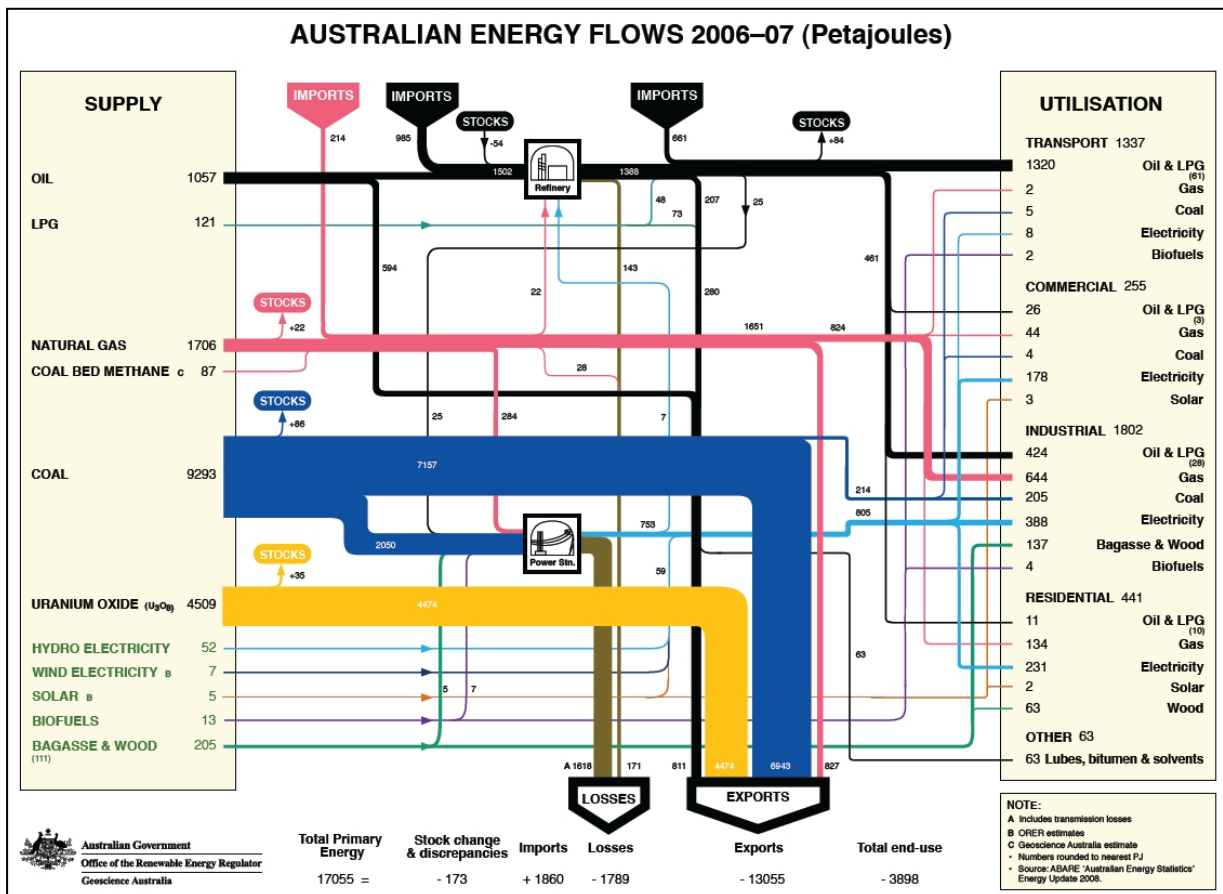 AUSTRALIAN ENERGY FLOWS 2006–07 (Petajoules)
SUPPLY
OIL 1057
LPG 121
NATURAL GAS 1706
COAL BED METHANE C 87
COAL 9293
URANIUM OXIDE (U3O8) 4509
HYDRO ELECTRICITY 52
WIND ELECTRICITY B 7
SOLAR B 5
BIOFUELS 13
BAGASSE & WOOD 205
(111)
IMPORTS
214
IMPORTS
985
STOCKS
-54
IMPORTS
661
STOCKS
+84
1502
Refinery
1388
48
73
207
25
594
22
143
280
461
STOCKS
+22
1651
824
28
STOCKS
+86
25
284
7
7157
214
805
2050
Power Stn.
753
59
STOCKS
+35
4474
5
7
63
A 1618
171
811
4474
6943
827
LOSSES
EXPORTS
UTILISATION
TRANSPORT 1337
1320 Oil & LPG
(61)
2 Gas
5 Coal
8 Electricity
2 Biofuels
COMMERCIAL 255
26 Oil & LPG
(3)
44 Gas
4 Coal
178 Electricity
3 Solar
INDUSTRIAL 1802
424 Oil & LPG
(28)
644 Gas
205 Coal
388 Electricity
137 Bagasse & Wood
4 Biofuels
RESIDENTIAL 441
11 Oil & LPG
(10)
134 Gas
231 Electricity
2 Solar
63 Wood
OTHER 63
63 Lubes, bitumen & solvents
NOTE:
A Includes transmission losses
B ORER estimates
C Geoscience Australia estimate
• Numbers rounded to nearest PJ
• Source: ABARE 'Australian Energy Statistics'
Energy Update 2008.
Australian Government
Office of the Renewable Energy Regulator
Geoscience Australia
Total Primary
Energy
17055 =
Stock change
& discrepancies
- 173
Imports
+ 1860
Losses
- 1789
Exports
- 13055
Total end-use
- 3898